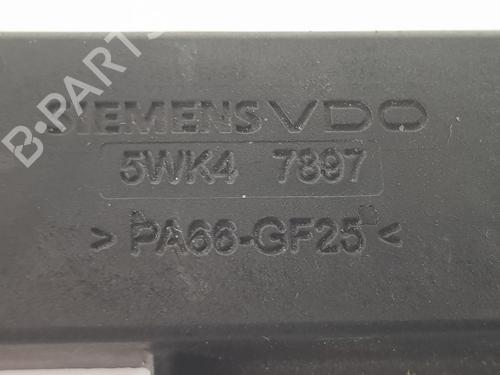 B-PARTS
SIEMENS VDO
5WK4 7897
> PA66-GF25 <